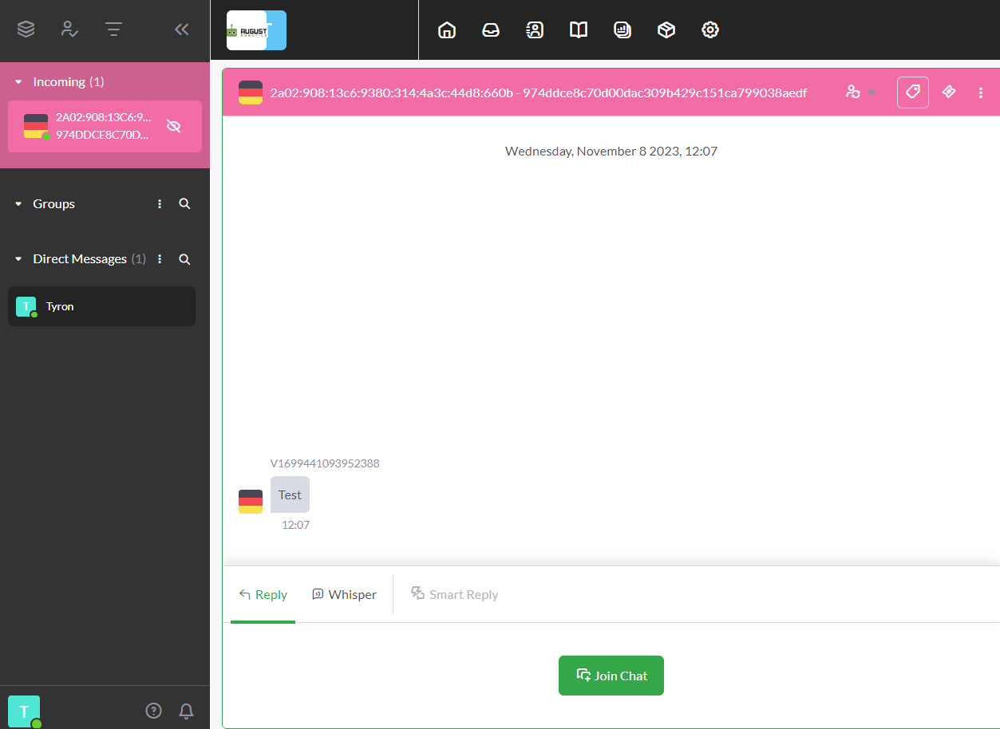 AUGUST
ROBOTICS
Incoming (1)
2A02:908:13C6:9...
974DDCE8C70D...
Groups
Direct Messages (1)
T
Tyron
T
2a02:908:13c6:9380:314:4a3c:44d8:660b - 974ddce8c70d00dac309b429c151ca799038aedf
Wednesday, November 8 2023, 12:07
V1699441093952388
Test
12:07
Reply
Whisper
Smart Reply
Join Chat